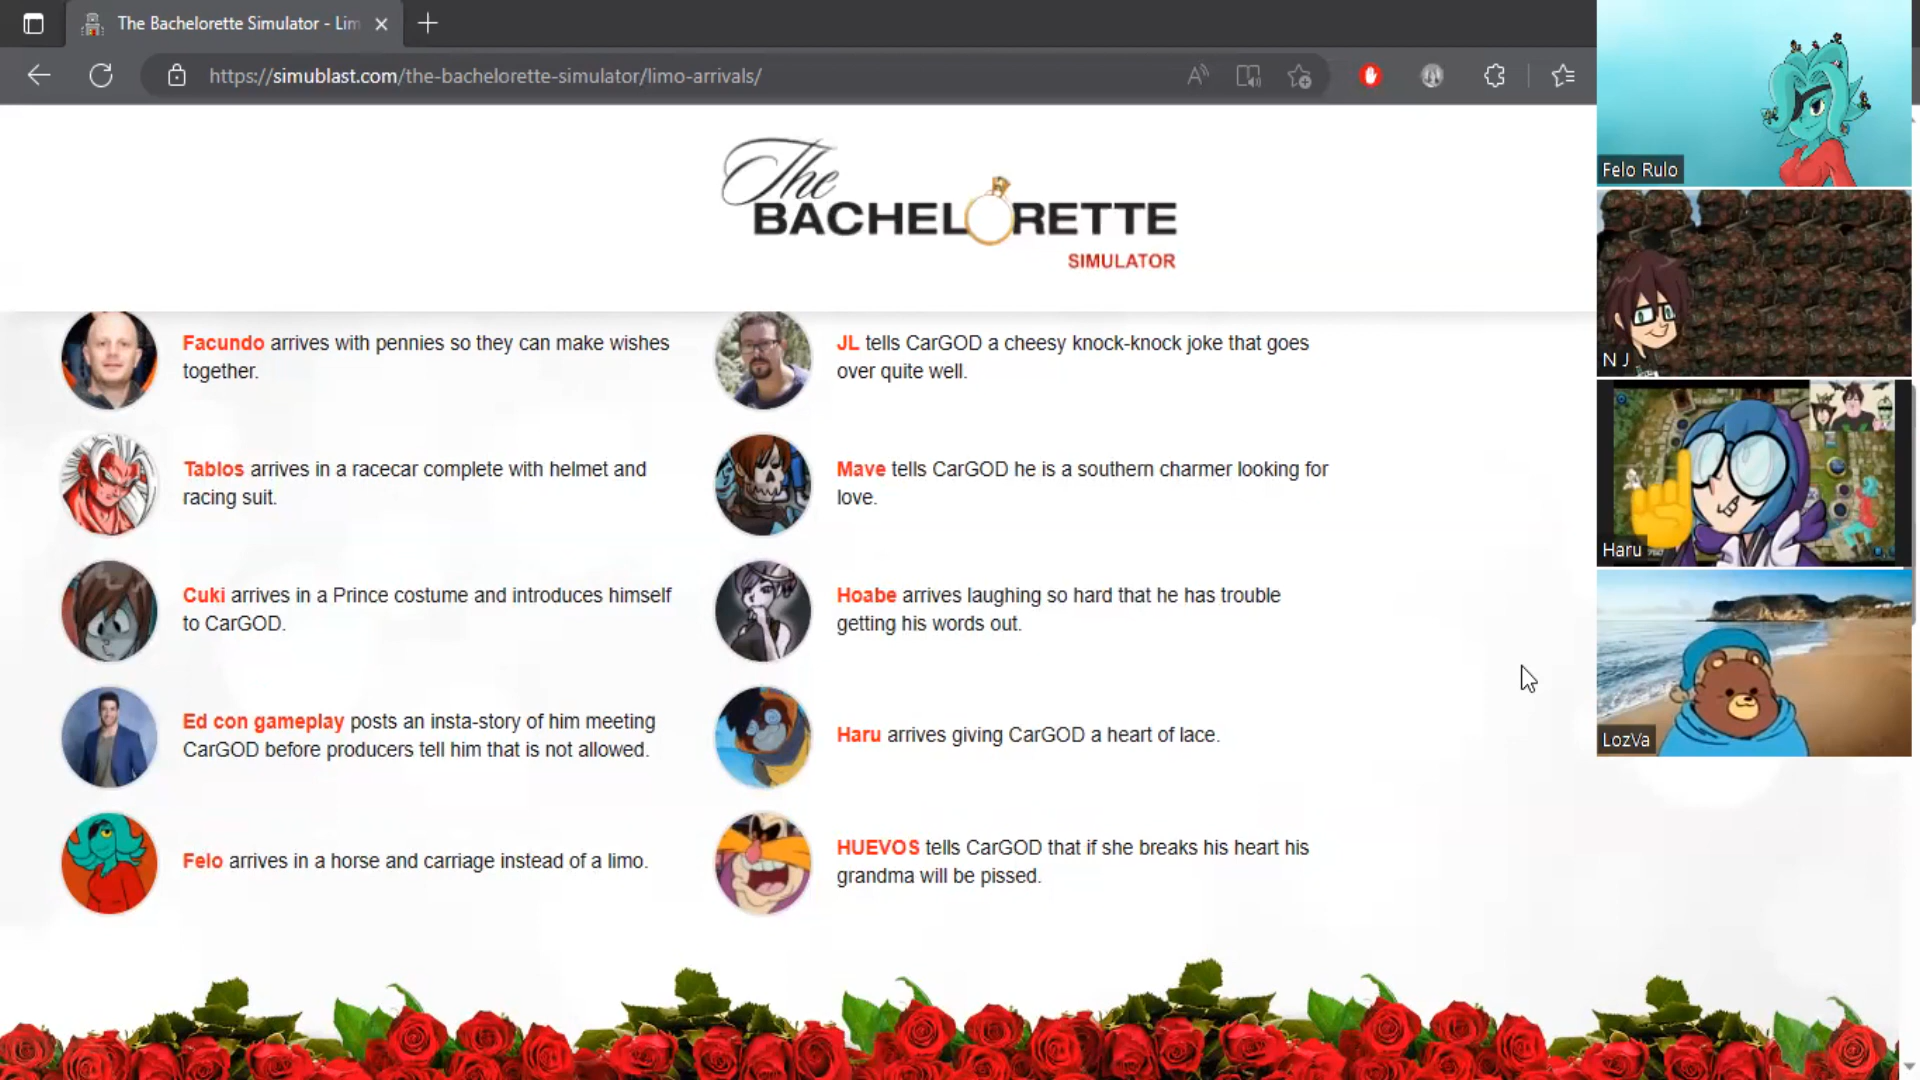 The Bachelorette Simulator - Lim
https://simublast.com/the-bachelorette-simulator/limo-arrivals/
The
BACHELORETTE
SIMULATOR
Facundo arrives with pennies so they can make wishes
together.
JL tells CarGOD a cheesy knock-knock joke that goes
over quite well.
Tablos arrives in a racecar complete with helmet and
racing suit.
Mave tells CarGOD he is a southern charmer looking for
love.
Cuki arrives in a Prince costume and introduces himself
to CarGOD.
Hoabe arrives laughing so hard that he has trouble
getting his words out.
Ed con gameplay posts an insta-story of him meeting
CarGOD before producers tell him that is not allowed.
Haru arrives giving CarGOD a heart of lace.
Felo arrives in a horse and carriage instead of a limo.
HUEVOS tells CarGOD that if she breaks his heart his
grandma will be pissed.
Felo Rulo
N J
Haru
LozVa